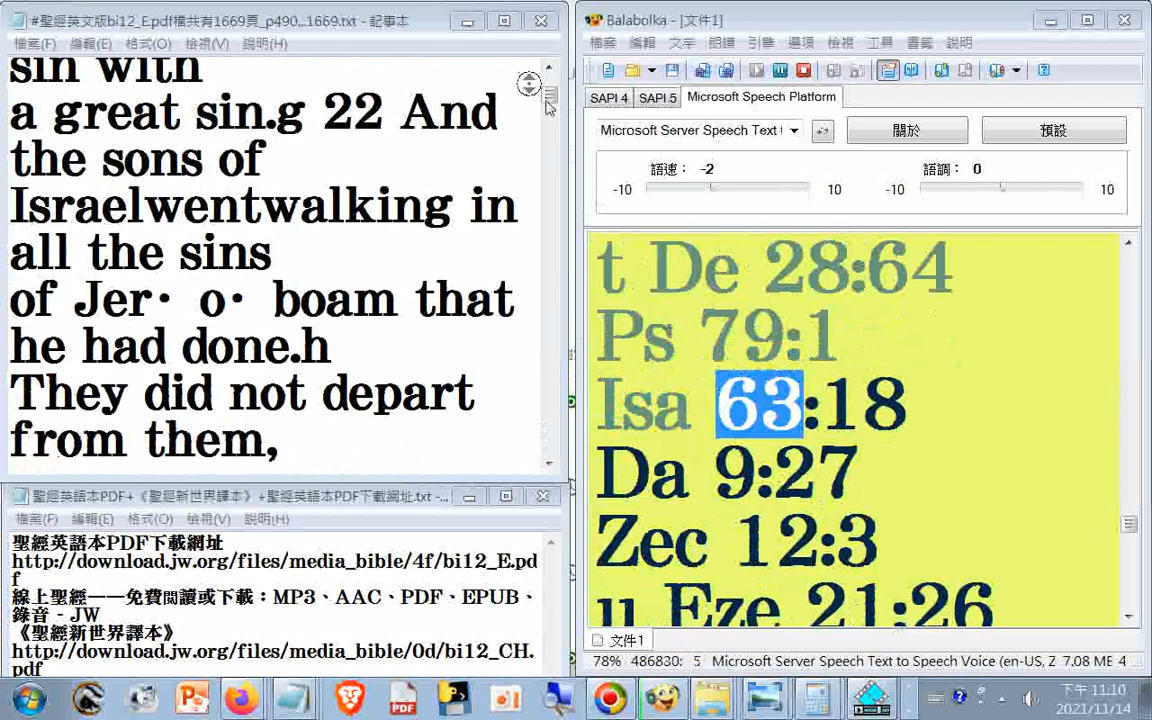 #聖經英文版bi12_E.pdf檔共有1669頁_p490,..1669.txt - 記事本
檔案(F) 編輯(E) 格式(O) 檢視(V) 說明(H)
sin with
a great sin.g 22 And
the sons of
Israelwentwalking in
all the sins
of Jer· o· boam that
he had done.h
They did not depart
from them,
聖經英語本PDF+《聖經新世界譯本》+聖經英語本PDF下載網址.txt -...
檔案(F) 編輯(E) 格式(O) 檢視(V) 說明(H)
聖經英語本PDF下載網址
http://download.jw.org/files/media_bible/4f/bi12_E.pd
f
線上聖經——免費閱讀或下載：MP3、AAC、PDF、EPUB、
錄音 - JW
《聖經新世界譯本》
http://download.jw.org/files/media_bible/0d/bi12_CH.
pdf
Balabolka - [文件1]
檔案 編輯 文字 朗讀 引擎 選項 檢視 工具 書籤 說明
SAPI 4 SAPI 5 Microsoft Speech Platform
Microsoft Server Speech Text 關於 預設
語速： -2 語調： 0
-10 10 -10 10
t De 28:64
Ps 79:1
Isa 63:18
Da 9:27
Zec 12:3
u Eze 21:26
文件1
78% 486830: 5 Microsoft Server Speech Text to Speech Voice (en-US, Z 7.08 ME 4
PDF
下午 11:10
2021/11/14